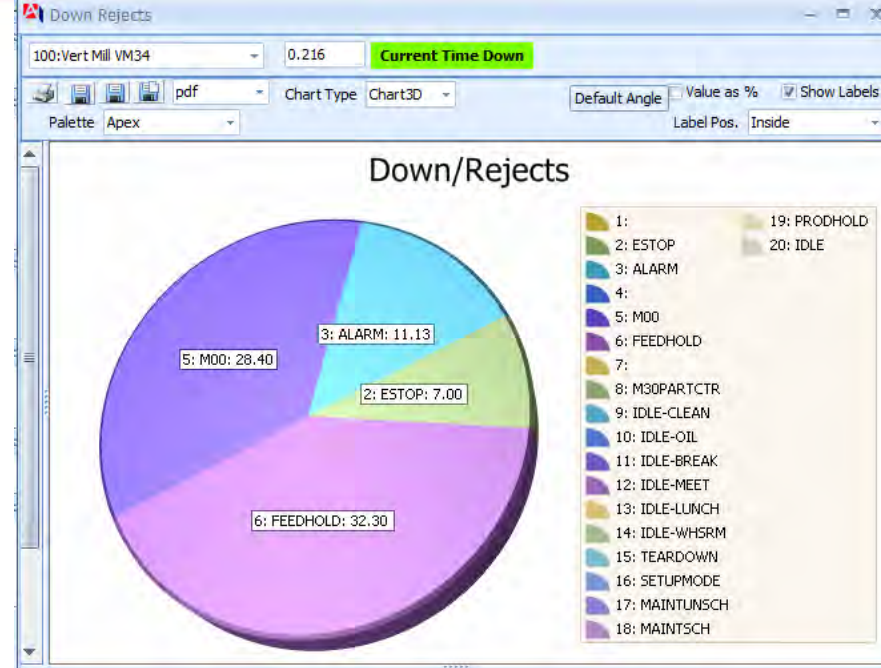 Down Rejects
100:Vert Mill VM34 0.216 Current Time Down
pdf Chart Type Chart3D Default Angle Value as % Show Labels
Palette Apex Label Pos. Inside
Down/Rejects
3: ALARM: 11.13
5: M00: 28.40
2: ESTOP: 7.00
6: FEEDHOLD: 32.30
1:
2: ESTOP
3: ALARM
4:
5: M00
6: FEEDHOLD
7:
8: M30PARTCTR
9: IDLE-CLEAN
10: IDLE-OIL
11: IDLE-BREAK
12: IDLE-MEET
13: IDLE-LUNCH
14: IDLE-WHSRM
15: TEARDOWN
16: SETUPMODE
17: MAINTUNSCH
18: MAINTSCH
19: PRODHOLD
20: IDLE